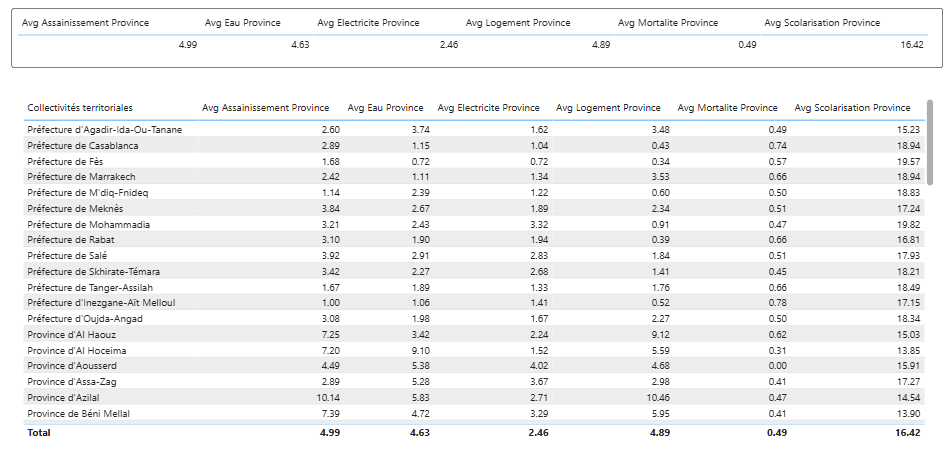 Avg Assainissement Province Avg Eau Province Avg Electricite Province Avg Logement Province Avg Mortalite Province Avg Scolarisation Province
4.99 4.63 2.46 4.89 0.49 16.42
Collectivités territoriales Avg Assainissement Province Avg Eau Province Avg Electricite Province Avg Logement Province Avg Mortalite Province Avg Scolarisation Province
Préfecture d'Agadir-Ida-Ou-Tanane 2.60 3.74 1.62 3.48 0.49 15.23
Préfecture de Casablanca 2.89 1.15 1.04 0.43 0.74 18.94
Préfecture de Fès 1.68 0.72 0.72 0.34 0.57 19.57
Préfecture de Marrakech 2.42 1.11 1.34 3.53 0.66 18.94
Préfecture de M'diq-Fnideq 1.14 2.39 1.22 0.60 0.50 18.83
Préfecture de Meknès 3.84 2.67 1.89 2.34 0.51 17.24
Préfecture de Mohammadia 3.21 2.43 3.32 0.91 0.47 19.82
Préfecture de Rabat 3.10 1.90 1.94 0.39 0.66 16.81
Préfecture de Salé 3.92 2.91 2.83 1.84 0.51 17.93
Préfecture de Skhirate-Témara 3.42 2.27 2.68 1.41 0.45 18.21
Préfecture de Tanger-Assilah 1.67 1.89 1.33 1.76 0.66 18.49
Préfecture d'Inezgane-Aït Melloul 1.00 1.06 1.41 0.52 0.78 17.15
Préfecture d'Oujda-Angad 3.08 1.98 1.67 2.27 0.50 18.34
Province d'Al Haouz 7.25 3.42 2.24 9.12 0.62 15.03
Province d'Al Hoceima 7.20 9.10 1.52 5.59 0.31 13.85
Province d'Aousserd 4.49 5.38 4.02 4.68 0.00 15.91
Province d'Assa-Zag 2.89 5.28 3.67 2.98 0.41 17.27
Province d'Azilal 10.14 5.83 2.71 10.46 0.47 14.54
Province de Béni Mellal 7.39 4.72 3.29 5.95 0.41 13.90
Total 4.99 4.63 2.46 4.89 0.49 16.42